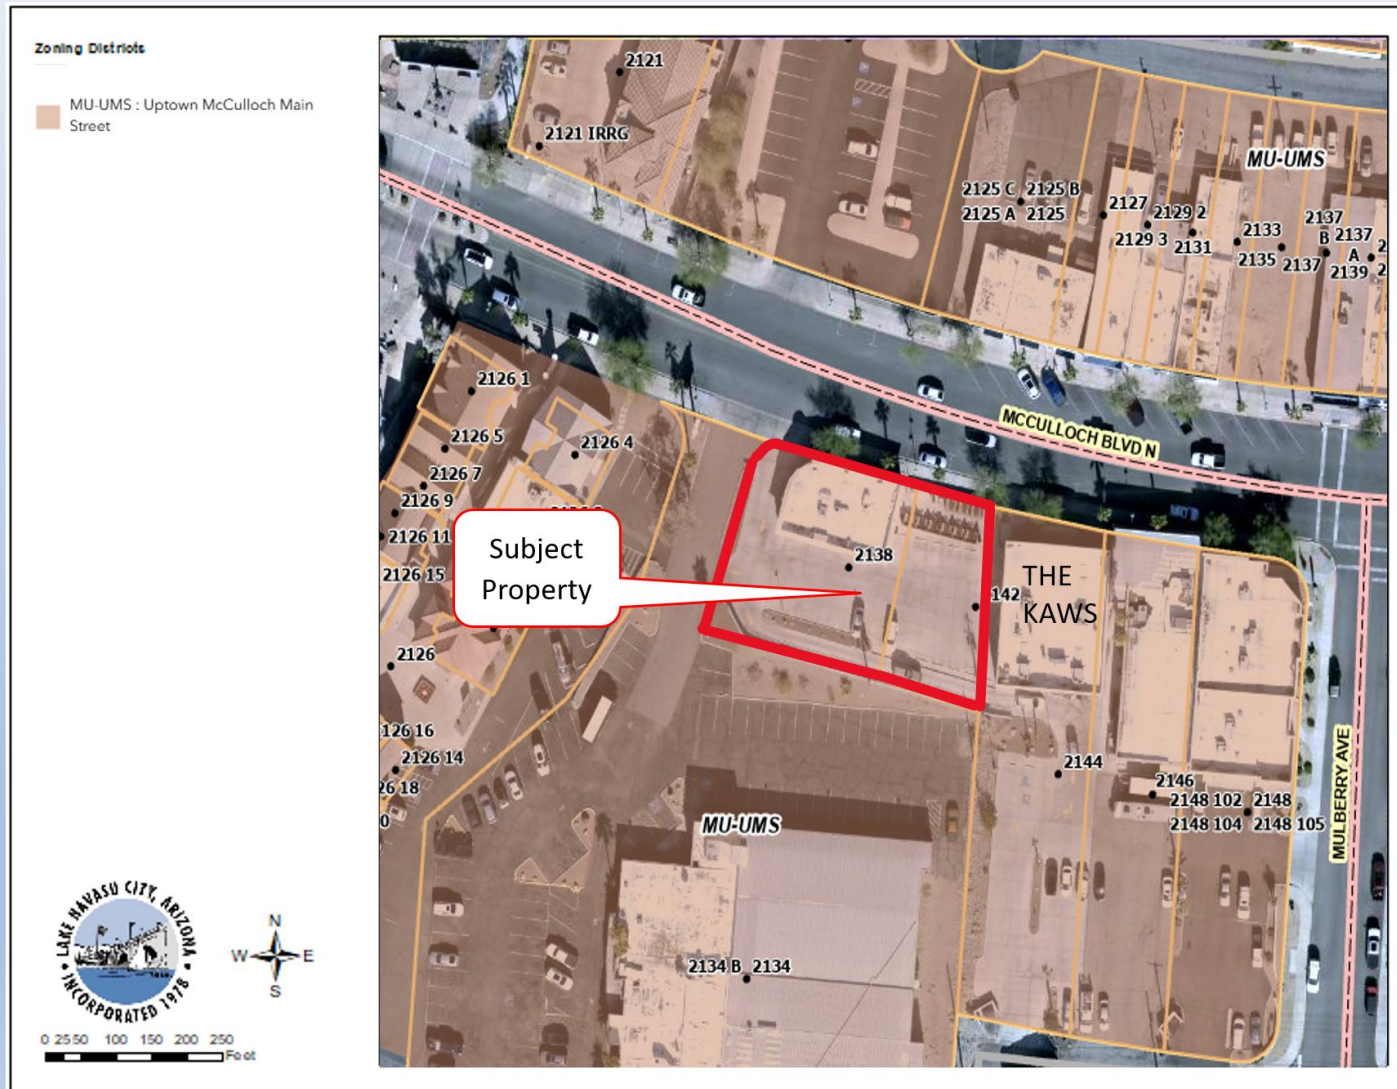 Zoning Districts
MU-UMS : Uptown McCulloch Main
Street
2121
2121 IRRG
MU-UMS
2125 C 2125 B
2125 A 2125
2127
2129 2
2129 3
2131
2133
2135
2137
2137
B
2137
A
2139
2
2
MCCULLOCH BLVD N
2126 1
2126 5
2126 4
2126 7
2126 9
2126 11
2126 15
Subject
Property
2138
142
THE
KAWS
2126
126 16
2126 14
26 18
0
2144
2146
2148 102 2148
2148 104 2148 105
MULBERRY AVE
MU-UMS
2134 B 2134
LAKE HAVASU CITY, ARIZONA
INCORPORATED 1978
N
W E
S
0 25 50 100 150 200 250
Feet